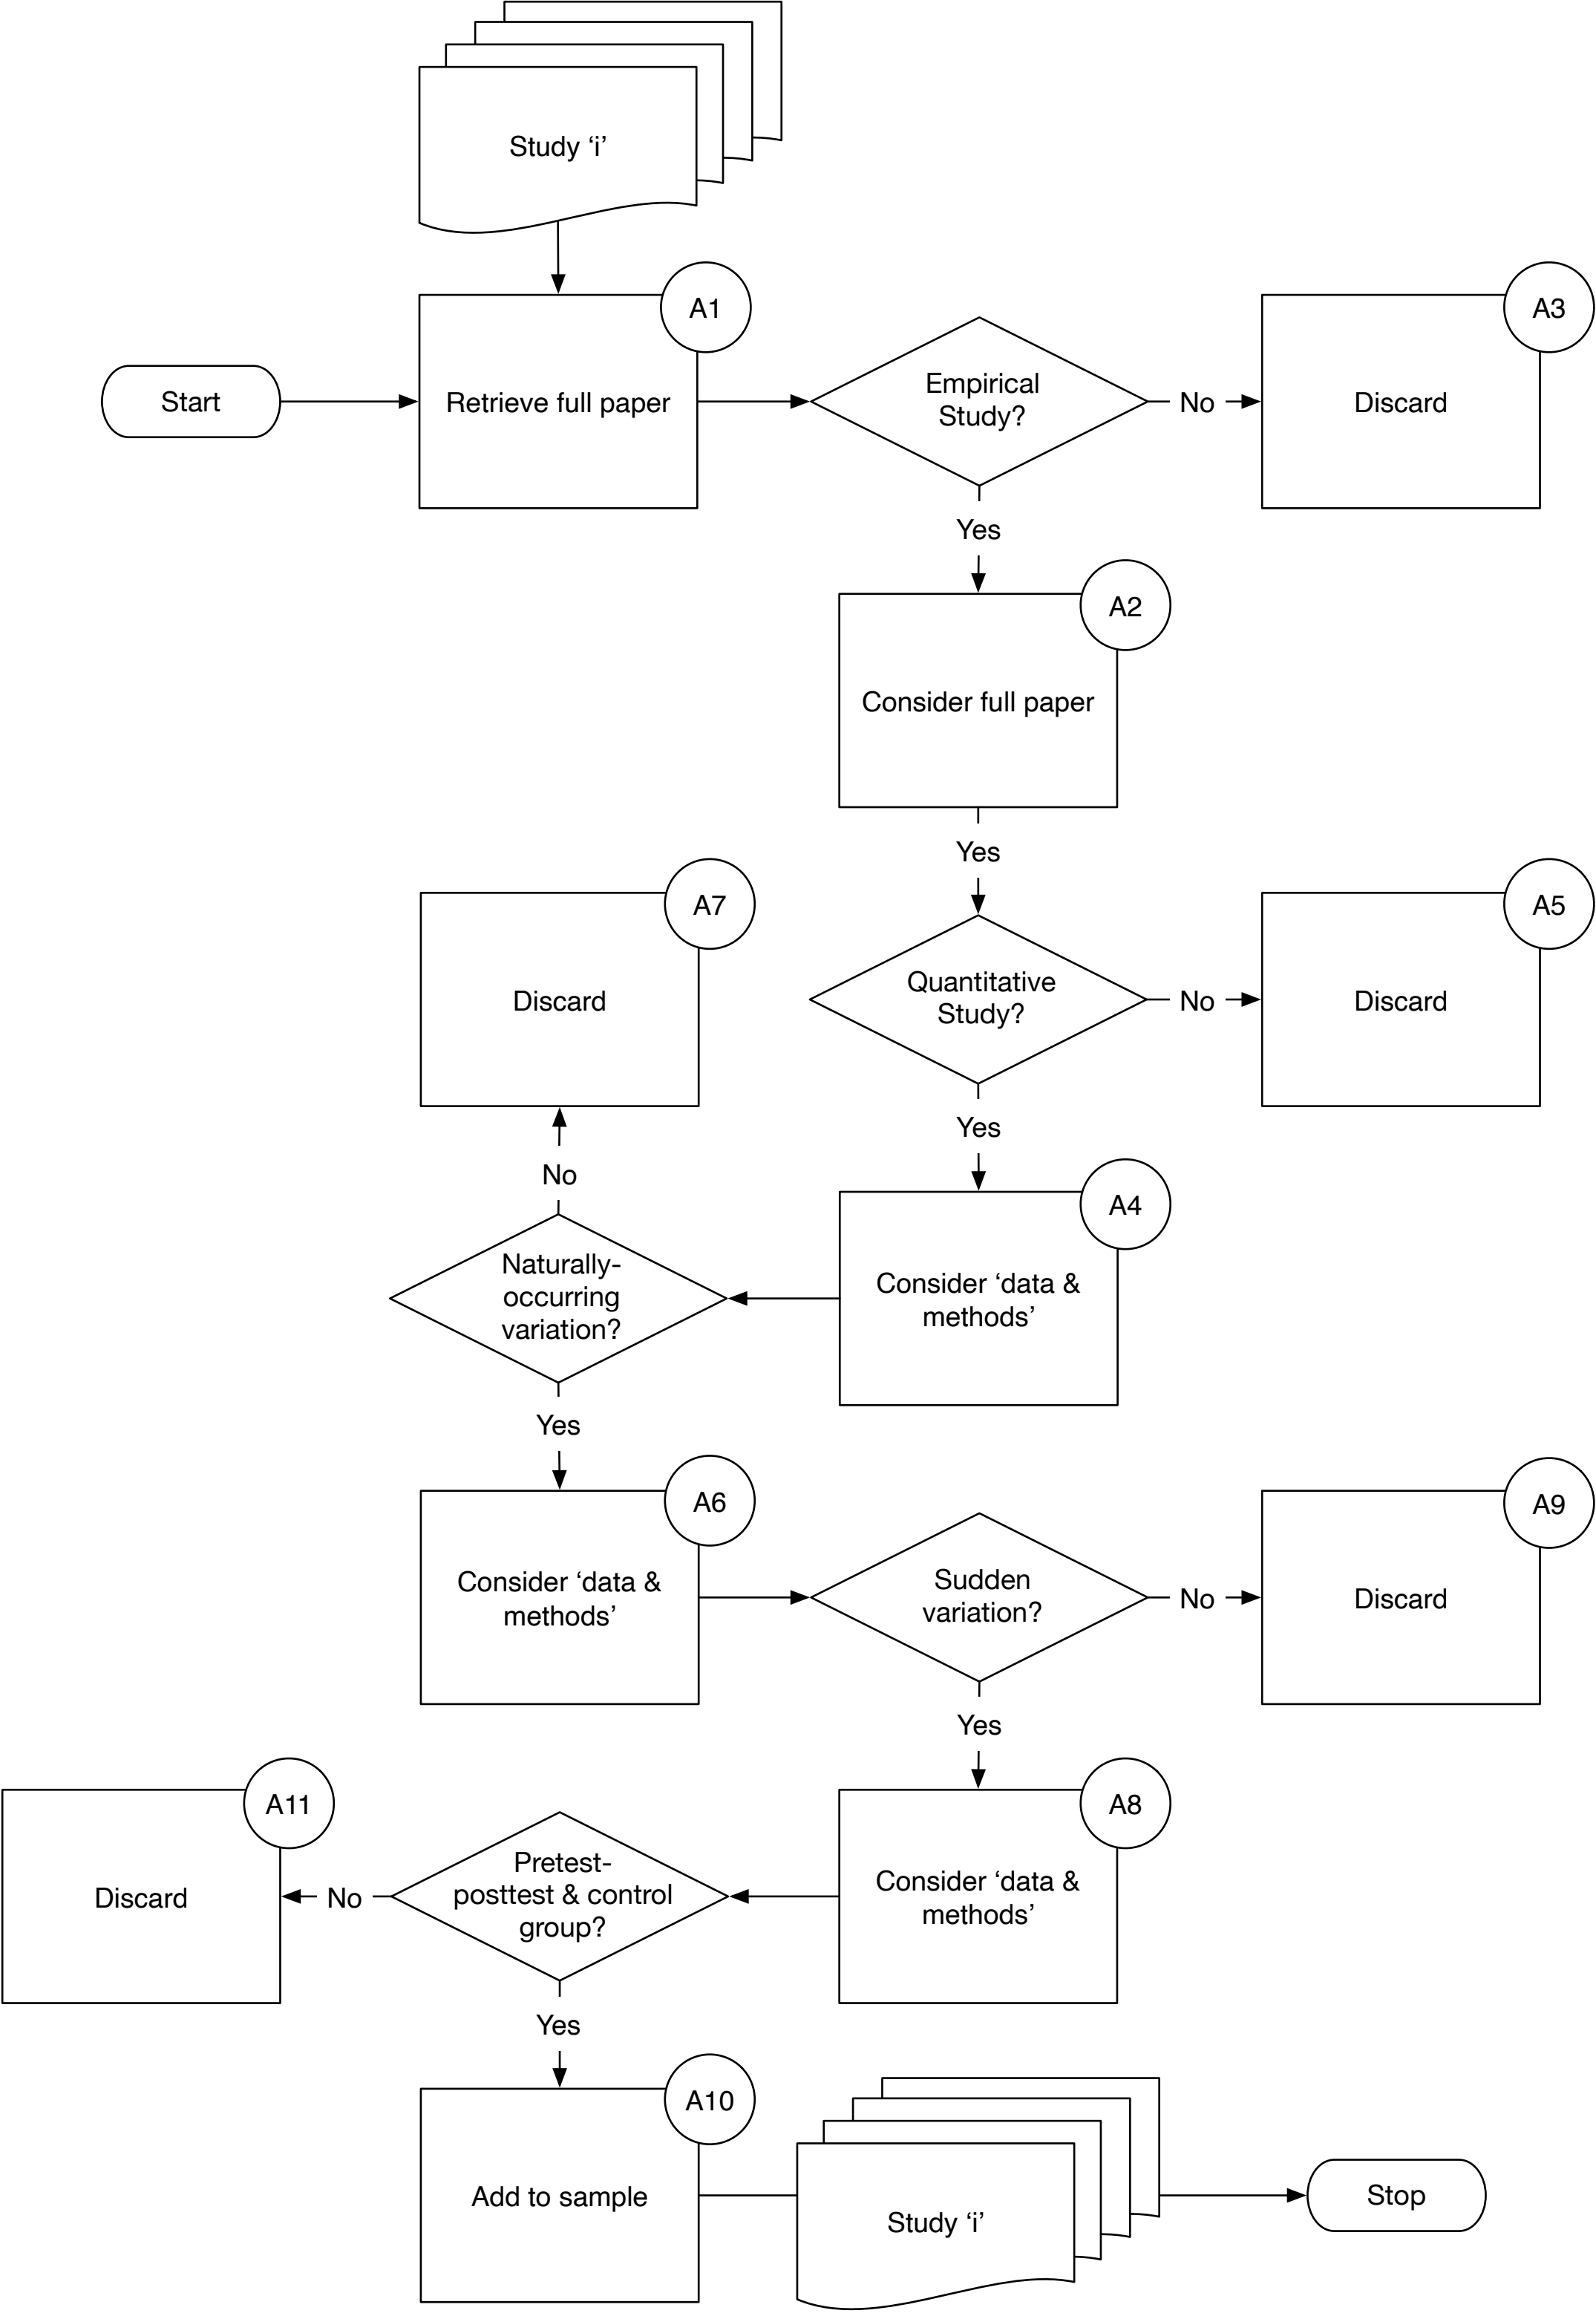 Study ‘i’
A1
A3
Start
Retrieve full paper
Empirical
Study?
No
Discard
Yes
A2
Consider full paper
Yes
A7
A5
Discard
Quantitative
Study?
No
Discard
Yes
No
A4
Naturally-
occurring
variation?
Consider ‘data &
methods’
Yes
A6
A9
Consider ‘data &
methods’
Sudden
variation?
No
Discard
Yes
A11
A8
Discard
No
Pretest-
posttest & control
group?
Consider ‘data &
methods’
Yes
A10
Add to sample
Study ‘i’
Stop